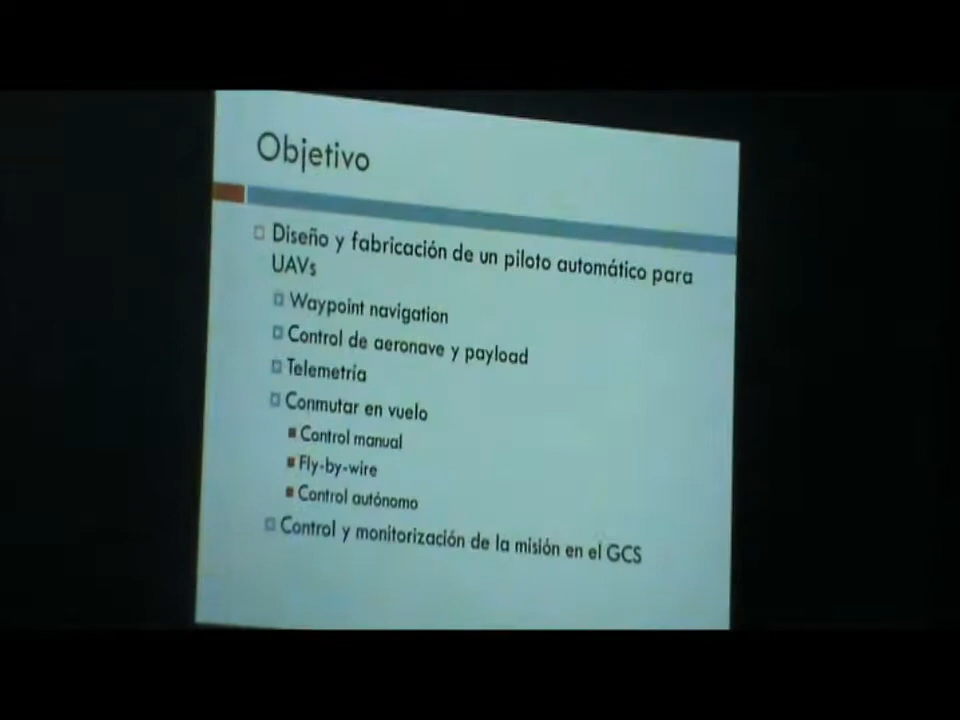 Objetivo
Diseño y fabricación de un piloto automático para
UAVs
Waypoint navigation
Control de aeronave y payload
Telemetria
Conmutar en vuelo
Control manual
Fly-by-wire
Control autónomo
Control y monitorización de la misión en el GCS